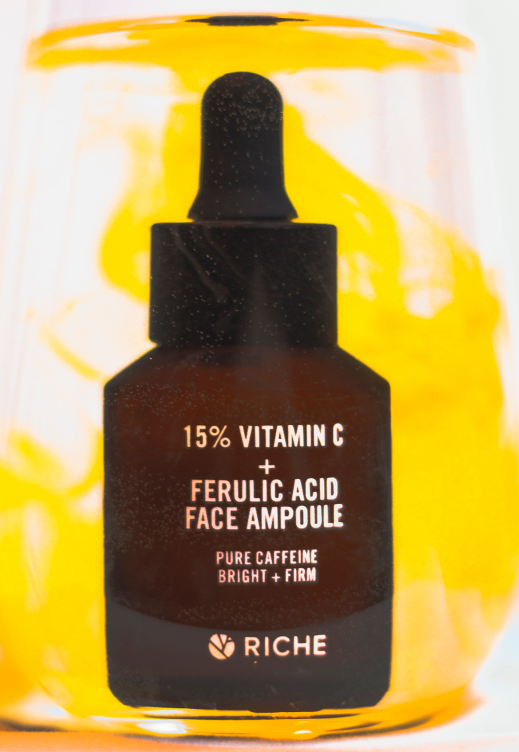 15% VITAMIN C
+
FERULIC ACID
FACE AMPOULE
PURE CAFFEINE
BRIGHT + FIRM
RICHE